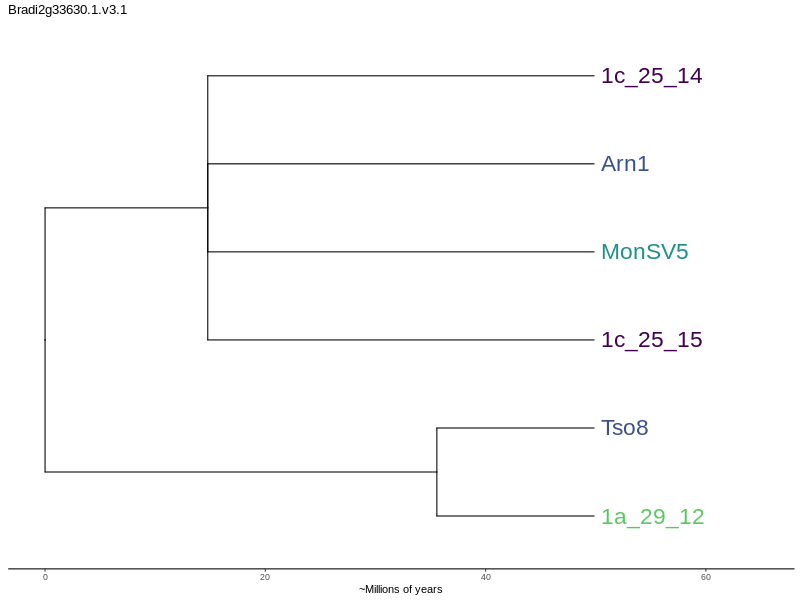 Bradi2g33630.1.v3.1
1c_25_14
Arn1
MonSV5
1c_25_15
Tso8
1a_29_12
0 20 40 60
~Millions of years